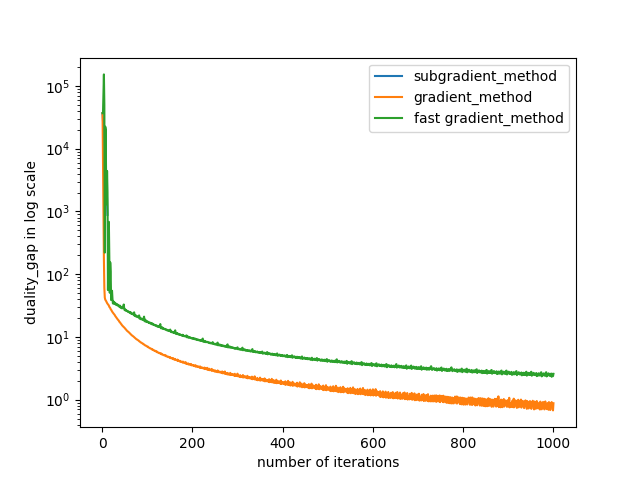 subgradient_method
gradient_method
fast gradient_method
duality_gap in log scale
10^5
10^4
10^3
10^2
10^1
10^0
0
200
400
600
800
1000
number of iterations